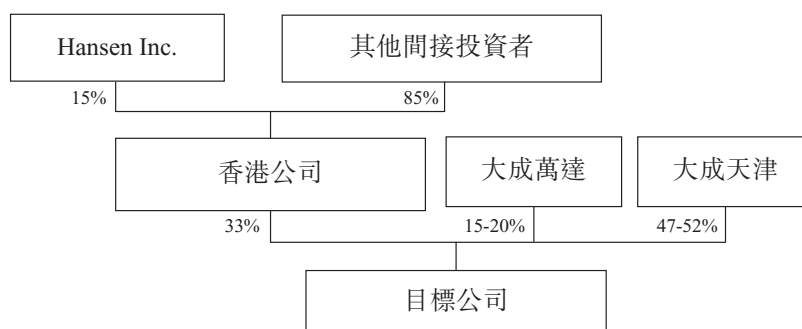 Hansen Inc.
其他間接投資者
15%
85%
香港公司
大成萬達
大成天津
33%
15-20%
47-52%
目標公司